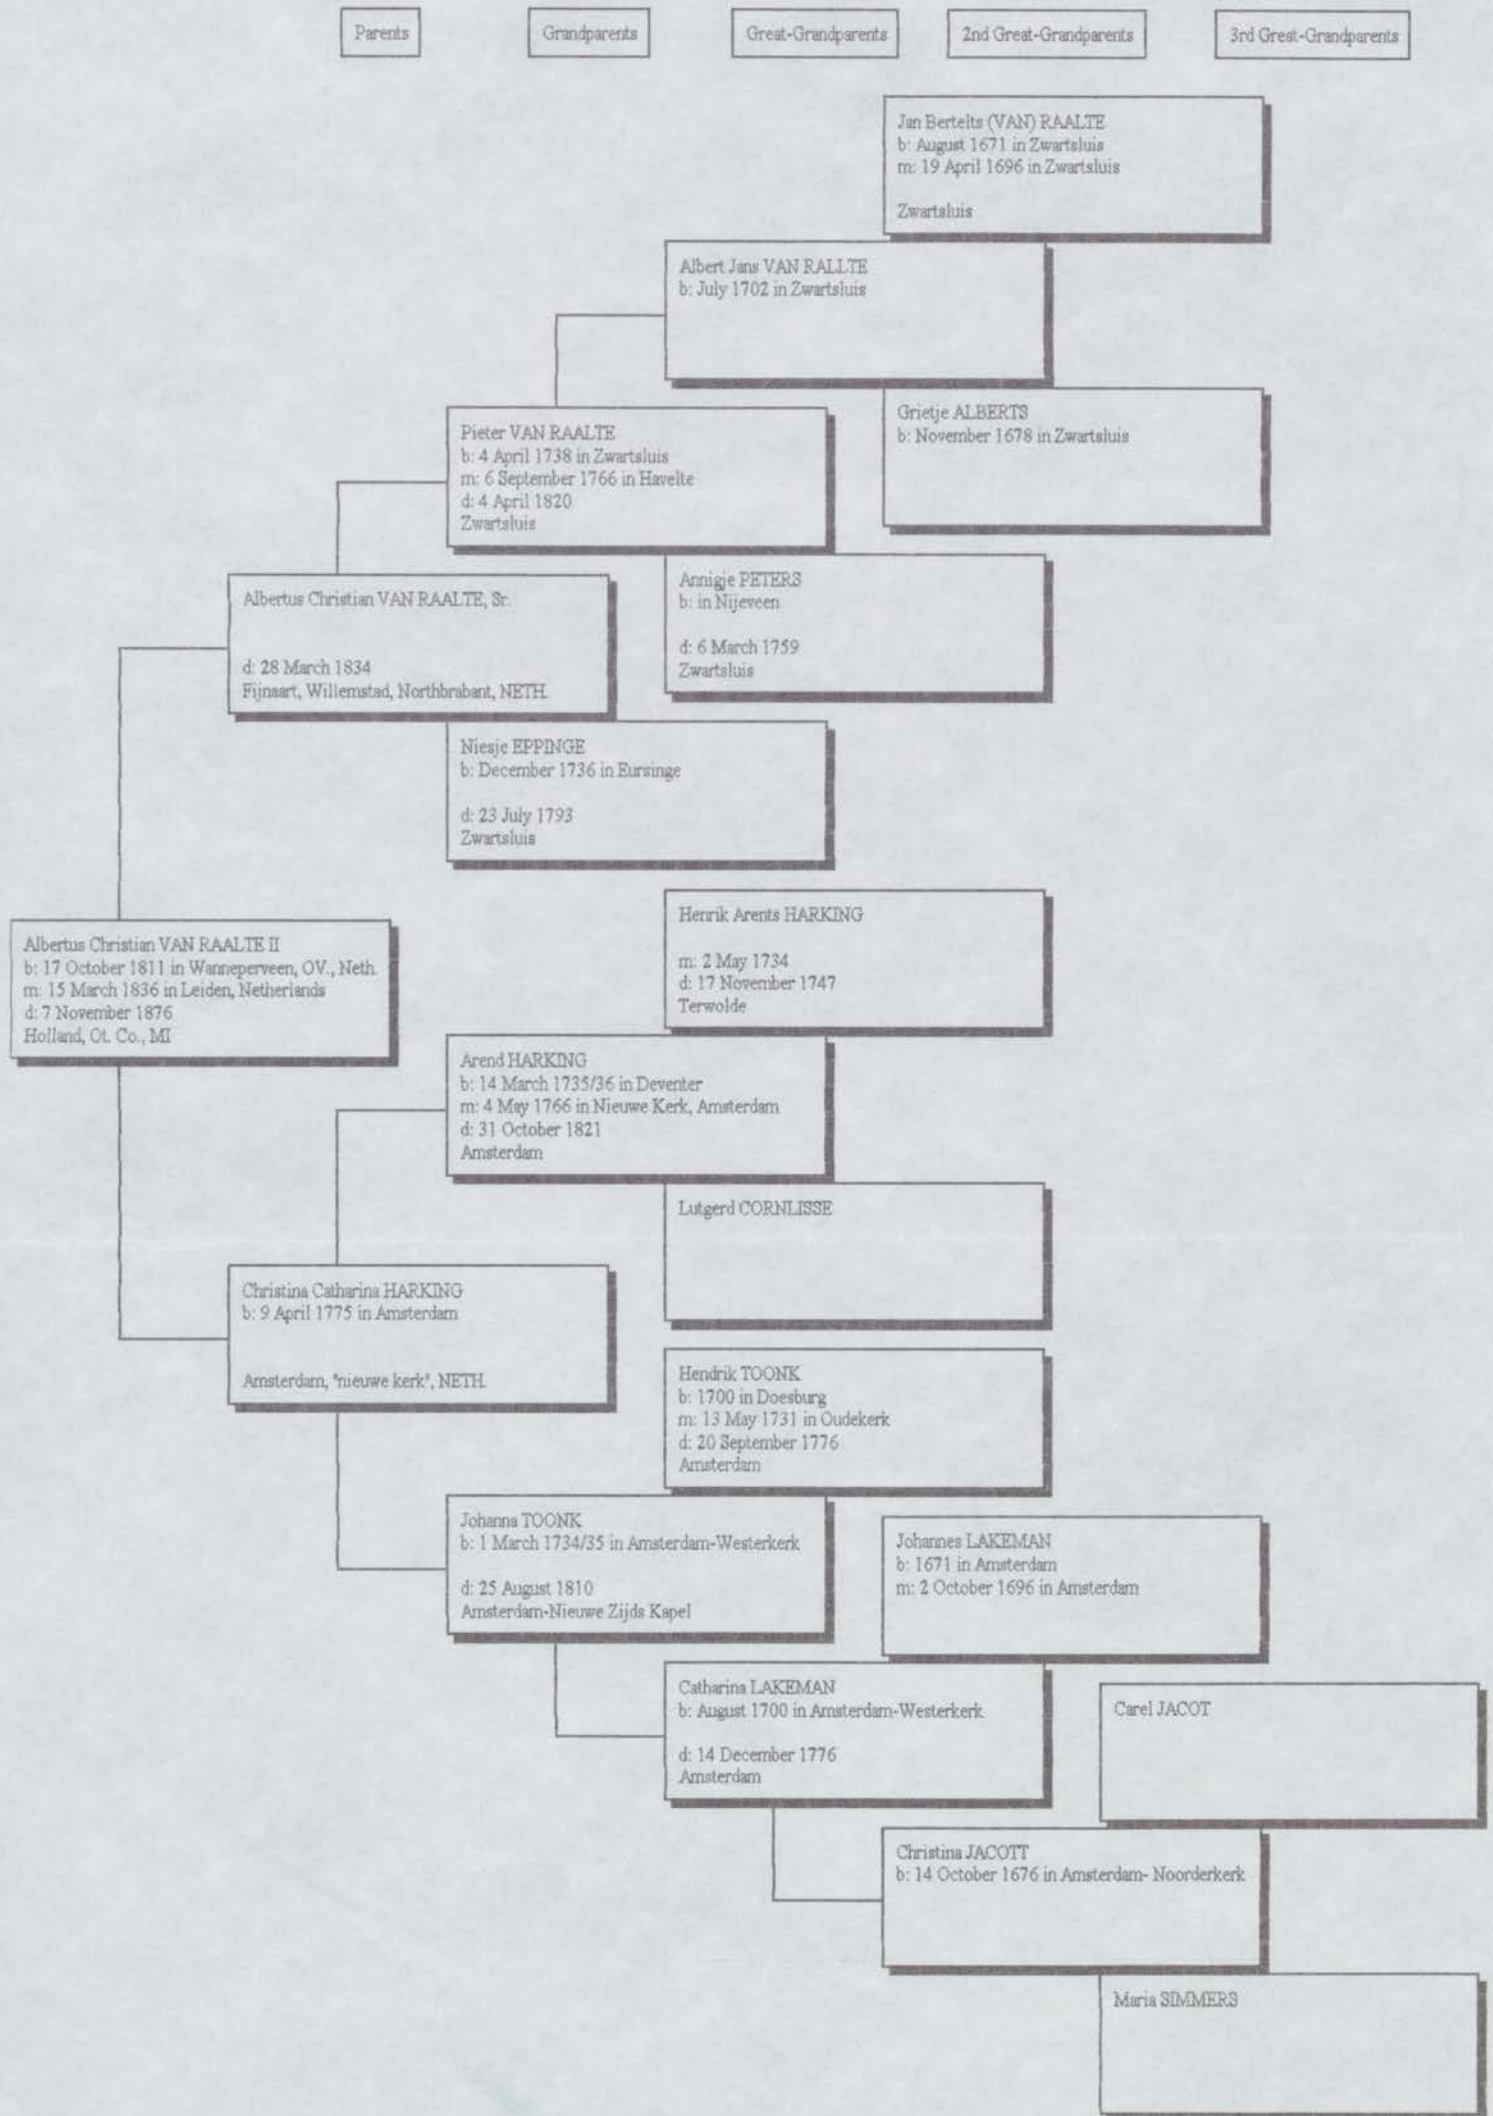 Parents
Grandparents
Great-Grandparents
2nd Great-Grandparents
3rd Great-Grandparents
Jan Bertelts (VAN) RAALTE
b: August 1671 in Zwartsluis
m: 19 April 1696 in Zwartsluis
Zwartsluis
Albert Jans VAN RALLTE
b: July 1702 in Zwartsluis
Grietje ALBERTS
b: November 1678 in Zwartsluis
Pieter VAN RAALTE
b: 4 April 1738 in Zwartsluis
m: 6 September 1766 in Havelte
d: 4 April 1820
Zwartsluis
Annigje PETERS
b: in Nijeveen
d: 6 March 1759
Zwartsluis
Albertus Christian VAN RAALTE, Sr.
d: 28 March 1834
Fijnaart, Willemstad, Northbrabant, NETH.
Niesje EPPINGE
b: December 1736 in Eursinge
d: 23 July 1793
Zwartsluis
Albertus Christian VAN RAALTE II
b: 17 October 1811 in Wanneperveen, OV., Neth.
m: 15 March 1836 in Leiden, Netherlands
d: 7 November 1876
Holland, Ot. Co., MI
Henrik Arents HARKING
m: 2 May 1734
d: 17 November 1747
Terwolde
Arend HARKING
b: 14 March 1735/36 in Deventer
m: 4 May 1766 in Nieuwe Kerk, Amsterdam
d: 31 October 1821
Amsterdam
Lutgerd CORNLISSE
Christina Catharina HARKING
b: 9 April 1775 in Amsterdam
Amsterdam, "nieuwe kerk", NETH.
Hendrik TOONK
b: 1700 in Doesburg
m: 13 May 1731 in Oudekerk
d: 20 September 1776
Amsterdam
Johanna TOONK
b: 1 March 1734/35 in Amsterdam-Westerkerk
d: 25 August 1810
Amsterdam-Nieuwe Zijds Kapel
Johannes LAKEMAN
b: 1671 in Amsterdam
m: 2 October 1696 in Amsterdam
Catharina LAKEMAN
b: August 1700 in Amsterdam-Westerkerk
d: 14 December 1776
Amsterdam
Carel JACOT
Christina JACOTT
b: 14 October 1676 in Amsterdam- Noorderkerk
Maria SIMMERS